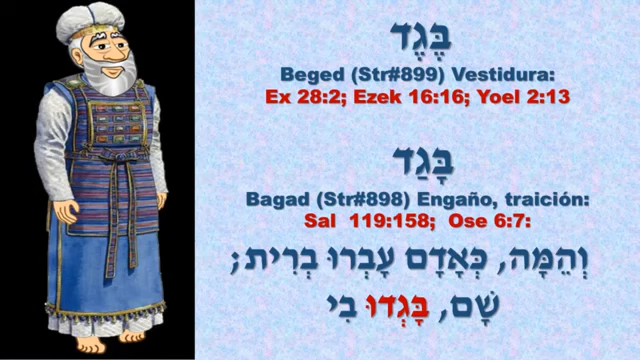 בֶּגֶד
Beged (Str#899) Vestidura:
Ex 28:2; Ezek 16:16; Yoel 2:13
בָּגַד
Bagad (Str#898) Engaño, traición:
Sal 119:158; Ose 6:7:
וְהֵמָּה, כְּאָדָם עָבְרוּ בְרִית;
שָׁם, בָּגְדוּ בִי